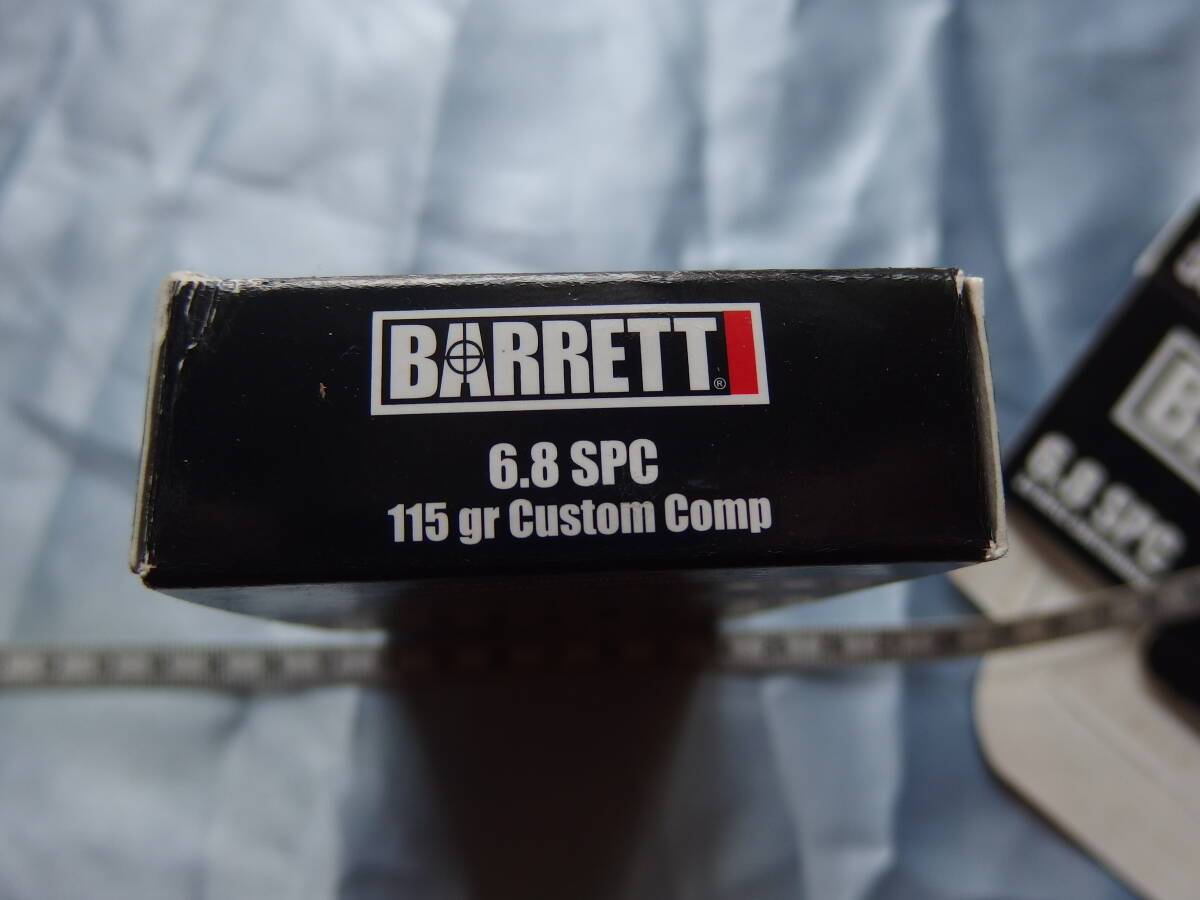 BARRETT®
6.8 SPC
115 gr Custom Comp
6.8 SPC